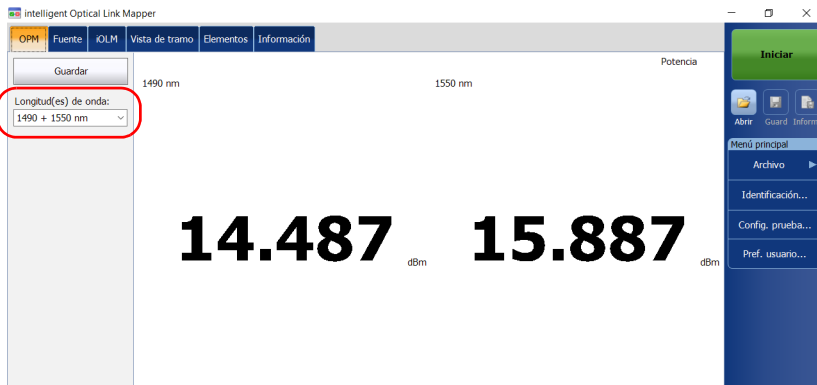 intelligent Optical Link Mapper
OPM Fuente iOLM Vista de tramo Elementos Información
Guardar
Longitud(es) de onda:
1490 + 1550 nm
Potencia
1490 nm 1550 nm
14.487 dBm 15.887 dBm
Iniciar
Abrir Guard Inform
Menú principal
Archivo
Identificación...
Config. prueba...
Pref. usuario...